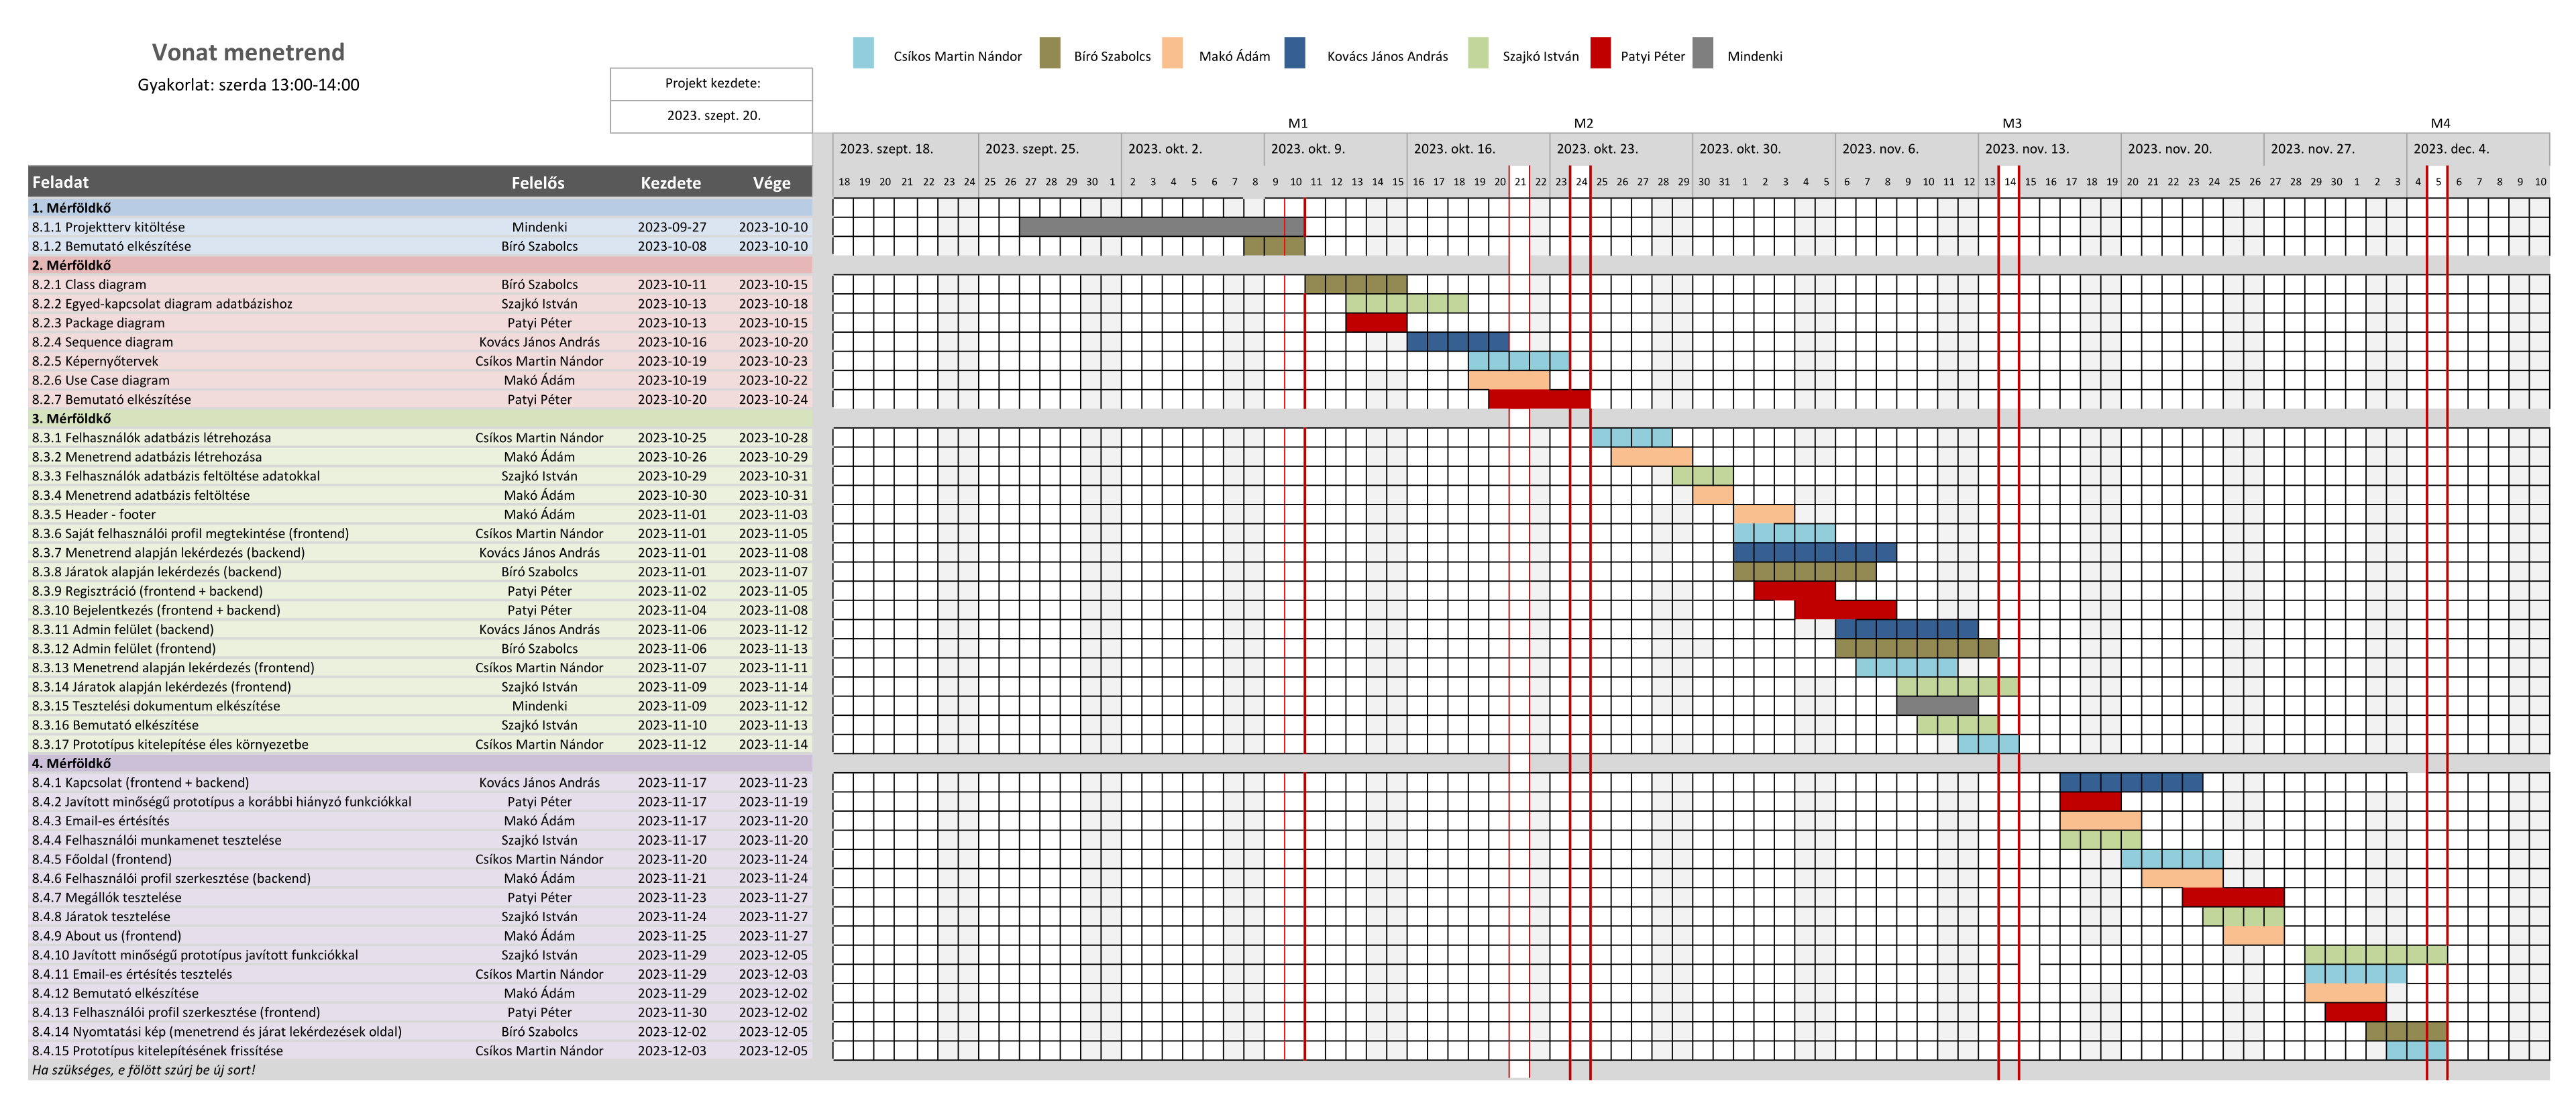 Vonat menetrend
Gyakorlat: szerda 13:00-14:00
Projekt kezdete:
2023. szept. 20.
Csíkos Martin Nándor Bíró Szabolcs Makó Ádám Kovács János András Szajkó István Patyi Péter Mindenki
M1 M2 M3 M4
2023. szept. 18. 2023. szept. 25. 2023. okt. 2. 2023. okt. 9. 2023. okt. 16. 2023. okt. 23. 2023. okt. 30. 2023. nov. 6. 2023. nov. 13. 2023. nov. 20. 2023. nov. 27. 2023. dec. 4.
Feladat Felelős Kezdete Vége 18 19 20 21 22 23 24 25 26 27 28 29 30 1 2 3 4 5 6 7 8 9 10 11 12 13 14 15 16 17 18 19 20 21 22 23 24 25 26 27 28 29 30 31 1 2 3 4 5 6 7 8 9 10 11 12 13 14 15 16 17 18 19 20 21 22 23 24 25 26 27 28 29 30 1 2 3 4 5 6 7 8 9 10
1. Mérföldkő
8.1.1 Projektterv kitöltése Mindenki 2023-09-27 2023-10-10
8.1.2 Bemutató elkészítése Bíró Szabolcs 2023-10-08 2023-10-10
2. Mérföldkő
8.2.1 Class diagram Bíró Szabolcs 2023-10-11 2023-10-15
8.2.2 Egyed-kapcsolat diagram adatbázishoz Szajkó István 2023-10-13 2023-10-18
8.2.3 Package diagram Patyi Péter 2023-10-13 2023-10-15
8.2.4 Sequence diagram Kovács János András 2023-10-16 2023-10-20
8.2.5 Képernyőtervek Csíkos Martin Nándor 2023-10-19 2023-10-23
8.2.6 Use Case diagram Makó Ádám 2023-10-19 2023-10-22
8.2.7 Bemutató elkészítése Patyi Péter 2023-10-20 2023-10-24
3. Mérföldkő
8.3.1 Felhasználók adatbázis létrehozása Csíkos Martin Nándor 2023-10-25 2023-10-28
8.3.2 Menetrend adatbázis létrehozása Makó Ádám 2023-10-26 2023-10-29
8.3.3 Felhasználók adatbázis feltöltése adatokkal Szajkó István 2023-10-29 2023-10-31
8.3.4 Menetrend adatbázis feltöltése Makó Ádám 2023-10-30 2023-10-31
8.3.5 Header - footer Makó Ádám 2023-11-01 2023-11-03
8.3.6 Saját felhasználói profil megtekintése (frontend) Csíkos Martin Nándor 2023-11-01 2023-11-05
8.3.7 Menetrend alapján lekérdezés (backend) Kovács János András 2023-11-01 2023-11-08
8.3.8 Járatok alapján lekérdezés (backend) Bíró Szabolcs 2023-11-01 2023-11-07
8.3.9 Regisztráció (frontend + backend) Patyi Péter 2023-11-02 2023-11-05
8.3.10 Bejelentkezés (frontend + backend) Patyi Péter 2023-11-04 2023-11-08
8.3.11 Admin felület (backend) Kovács János András 2023-11-06 2023-11-12
8.3.12 Admin felület (frontend) Bíró Szabolcs 2023-11-06 2023-11-13
8.3.13 Menetrend alapján lekérdezés (frontend) Csíkos Martin Nándor 2023-11-07 2023-11-11
8.3.14 Járatok alapján lekérdezés (frontend) Szajkó István 2023-11-09 2023-11-14
8.3.15 Tesztelési dokumentum elkészítése Mindenki 2023-11-09 2023-11-12
8.3.16 Bemutató elkészítése Szajkó István 2023-11-10 2023-11-13
8.3.17 Prototípus kitelepítése éles környezetbe Csíkos Martin Nándor 2023-11-12 2023-11-14
4. Mérföldkő
8.4.1 Kapcsolat (frontend + backend) Kovács János András 2023-11-17 2023-11-23
8.4.2 Javított minőségű prototípus a korábbi hiányzó funkciókkal Patyi Péter 2023-11-17 2023-11-19
8.4.3 Email-es értésítés Makó Ádám 2023-11-17 2023-11-20
8.4.4 Felhasználói munkamenet tesztelése Szajkó István 2023-11-17 2023-11-20
8.4.5 Főoldal (frontend) Csíkos Martin Nándor 2023-11-20 2023-11-24
8.4.6 Felhasználói profil szerkesztése (backend) Makó Ádám 2023-11-21 2023-11-24
8.4.7 Megállók tesztelése Patyi Péter 2023-11-23 2023-11-27
8.4.8 Járatok tesztelése Szajkó István 2023-11-24 2023-11-27
8.4.9 About us (frontend) Makó Ádám 2023-11-25 2023-11-27
8.4.10 Javított minőségű prototípus javított funkciókkal Szajkó István 2023-11-29 2023-12-05
8.4.11 Email-es értésítés tesztelés Csíkos Martin Nándor 2023-11-29 2023-12-03
8.4.12 Bemutató elkészítése Makó Ádám 2023-11-29 2023-12-02
8.4.13 Felhasználói profil szerkesztése (frontend) Patyi Péter 2023-11-30 2023-12-02
8.4.14 Nyomtatási kép (menetrend és járat lekérdezések oldal) Bíró Szabolcs 2023-12-02 2023-12-05
8.4.15 Prototípus kitelepítésének frissítése Csíkos Martin Nándor 2023-12-03 2023-12-05
Ha szükséges, e fölött szúrj be új sort!